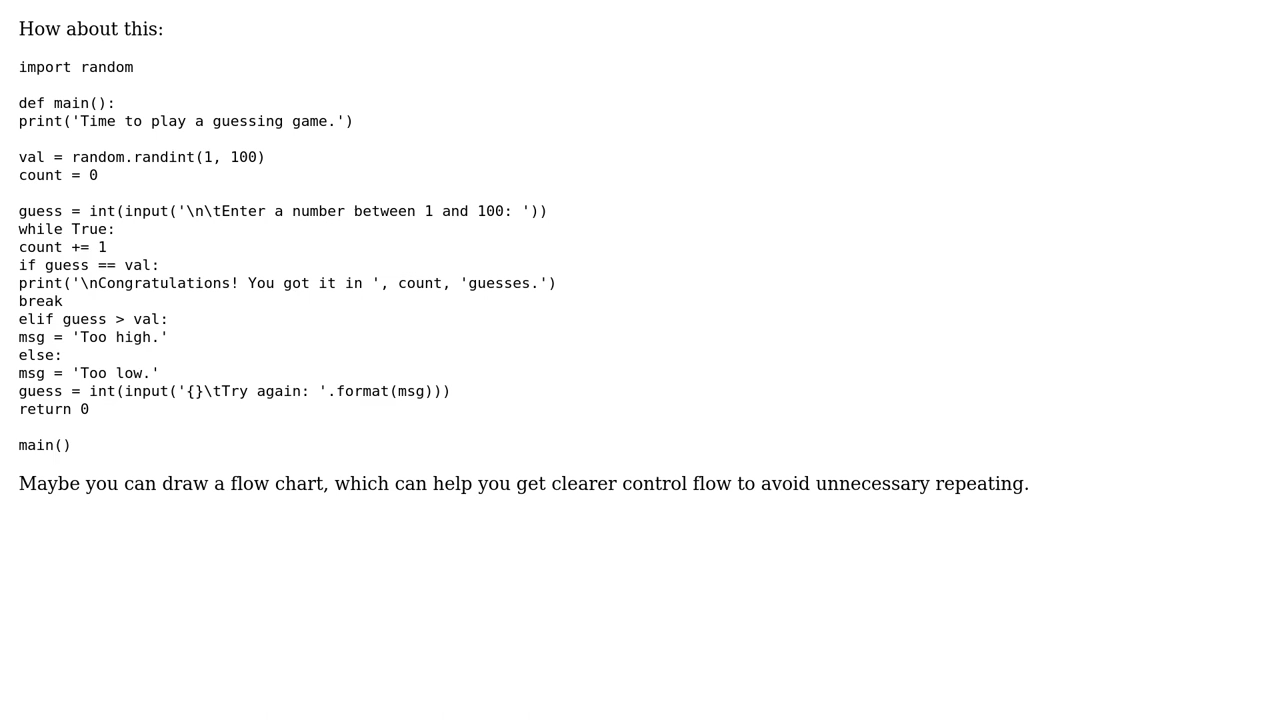 How about this:
import random
def main():
print('Time to play a guessing game.')
val = random.randint(1, 100)
count = 0
guess = int(input('\n\tEnter a number between 1 and 100: '))
while True:
count += 1
if guess == val:
print('\nCongratulations! You got it in ', count, 'guesses.')
break
elif guess > val:
msg = 'Too high.'
else:
msg = 'Too low.'
guess = int(input('{}\tTry again: '.format(msg)))
return 0
main()
Maybe you can draw a flow chart, which can help you get clearer control flow to avoid unnecessary repeating.